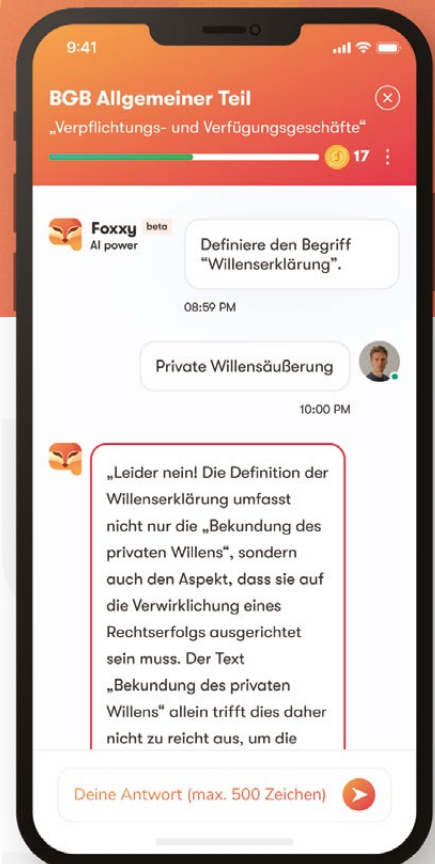 9:41
BGB Allgemeiner Teil
„Verpflichtungs- und Verfügungsgeschäfte“
17
Foxxy beta
AI power
Definiere den Begriff
“Willenserklärung”.
08:59 PM
Private Willensäußerung
10:00 PM
„Leider nein! Die Definition der
Willenserklärung umfasst
nicht nur die „Bekundung des
privaten Willens“, sondern
auch den Aspekt, dass sie auf
die Verwirklichung eines
Rechtserfolgs ausgerichtet
sein muss. Der Text
„Bekundung des privaten
Willens“ allein trifft dies daher
nicht zu reicht aus, um die
Deine Antwort (max. 500 Zeichen)